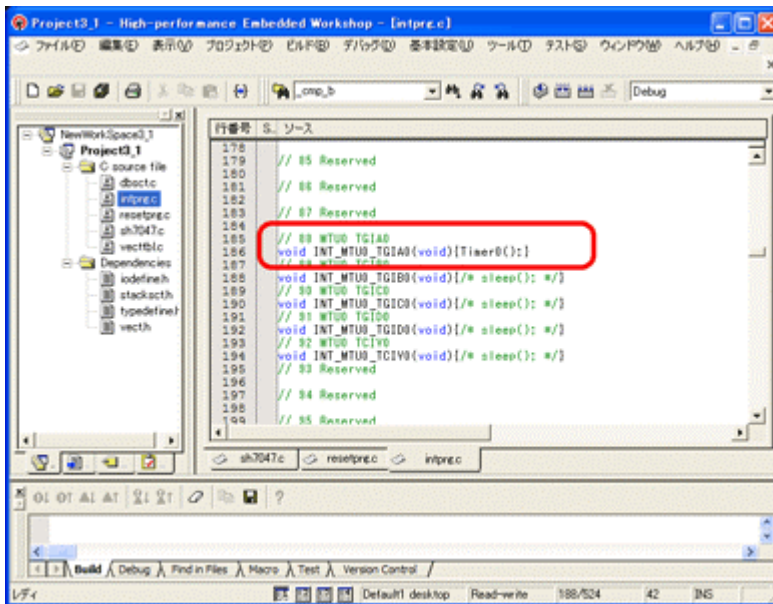 Project3_1 - High-performance Embedded Workshop - [intprg.c]
ファイル(F) 編集(E) 表示(V) プロジェクト(P) ビルド(B) デバッグ(D) 基本設定(U) ツール(T) テスト(S) ウィンドウ(W) ヘルプ(H)
_cmp_b Debug
NewWorkSpace3_1
Project3_1
C source file
dbsct.c
intprg.c
resetprg.c
sh7047.c
vecttbl.c
Dependencies
iodefine.h
stacksct.h
typedefine.h
vect.h
行番号 S.. ソース
178
179 // 85 Reserved
180
181 // 86 Reserved
182
183 // 87 Reserved
184
185 // 88 MTU0 TGIA0
186 void INT_MTU0_TGIA0(void){Timer0();}
187 // 89 MTU0 TGIB0
188 void INT_MTU0_TGIB0(void){/* sleep(); */}
189 // 90 MTU0 TGIC0
190 void INT_MTU0_TGIC0(void){/* sleep(); */}
191 // 91 MTU0 TGID0
192 void INT_MTU0_TGID0(void){/* sleep(); */}
193 // 92 MTU0 TCIV0
194 void INT_MTU0_TCIV0(void){/* sleep(); */}
195 // 93 Reserved
196
197 // 94 Reserved
198
199 // 95 Reserved
sh7047.c resetprg.c intprg.c
Build Debug Find in Files Macro Test Version Control
レディ Default1 desktop Read-write 188/524 42 INS